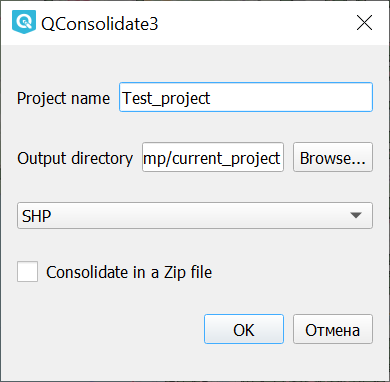 QConsolidate3
Project name Test_project
Output directory mp/current_project Browse...
SHP
Consolidate in a Zip file
OK Отмена